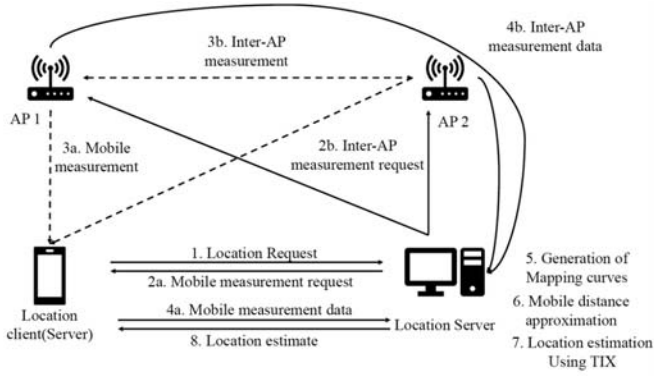 4b. Inter-AP
measurement data
3b. Inter-AP
measurement
AP 1
AP 2
3a. Mobile
measurement
2b. Inter-AP
measurement request
1. Location Request
2a. Mobile measurement request
4a. Mobile measurement data
8. Location estimate
Location
client(Server)
Location Server
5. Generation of
Mapping curves
6. Mobile distance
approximation
7. Location estimation
Using TIX